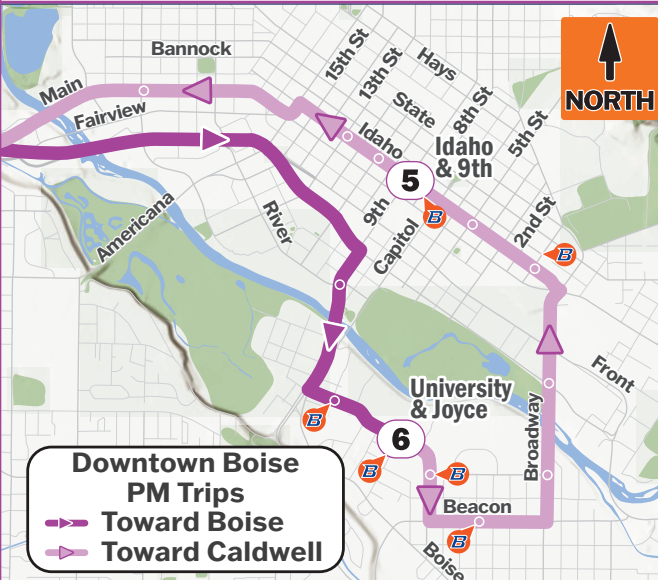 Bannock
15th St
13th St
Hays
State
8th St
5th St
NORTH
Main
Fairview
Idaho
Idaho
& 9th
5
B
9th
Capitol
2nd St
B
Americana
River
Front
University
& Joyce
6
B
B
B
Broadway
Beacon
B
Boise
Downtown Boise
PM Trips
Toward Boise
Toward Caldwell